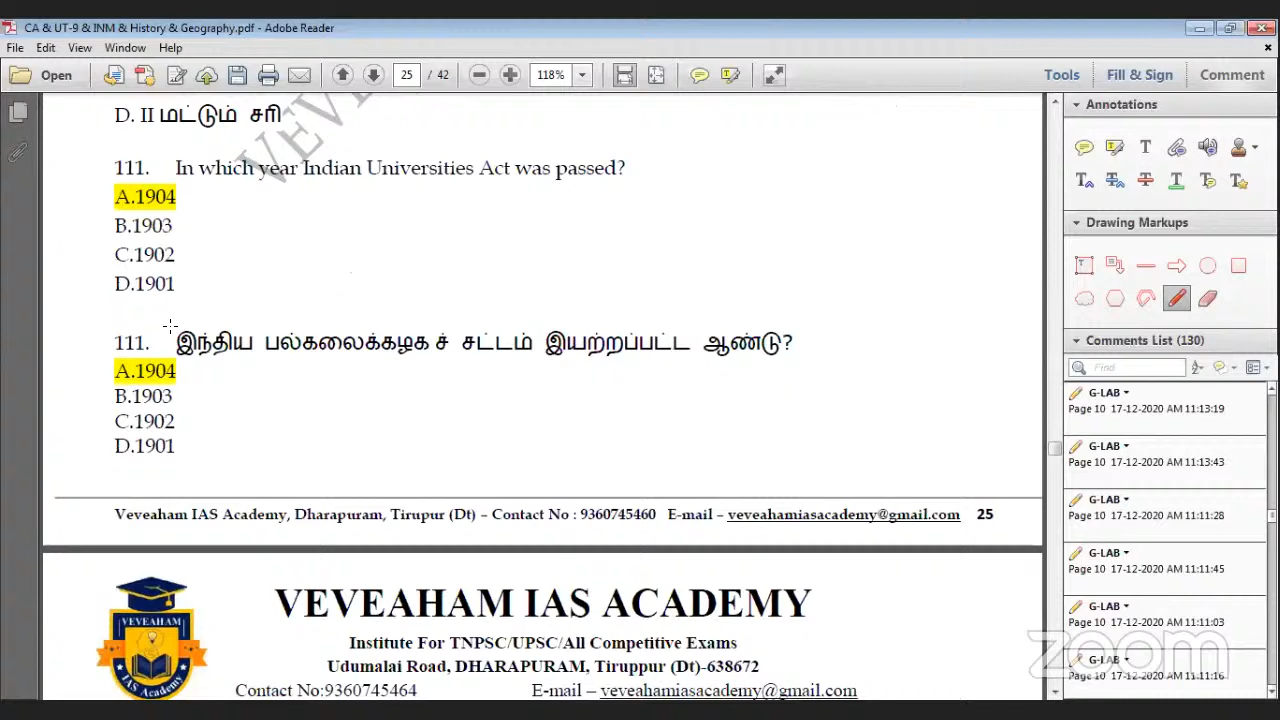 CA & UT-9 & INM & History & Geography.pdf - Adobe Reader
File Edit View Window Help
Open 25 / 42 118% Tools Fill & Sign Comment
D. II மட்டும் சரி
111. In which year Indian Universities Act was passed?
A.1904
B.1903
C.1902
D.1901
111. இந்திய பல்கலைக்கழக ச் சட்டம் இயற்றப்பட்ட ஆண்டு?
A.1904
B.1903
C.1902
D.1901
Veveaham IAS Academy, Dharapuram, Tirupur (Dt) – Contact No : 9360745460 E-mail – veveahamiasacademy@gmail.com 25
VEVEAHAM
IAS Academy
VEVEAHAM IAS ACADEMY
Institute For TNPSC/UPSC/All Competitive Exams
Udumalai Road, DHARAPURAM, Tiruppur (Dt)-638672
Contact No:9360745464 E-mail – veveahamiasacademy@gmail.com
Annotations
Drawing Markups
Comments List (130)
Find
G-LAB
Page 10 17-12-2020 AM 11:13:19
G-LAB
Page 10 17-12-2020 AM 11:13:43
G-LAB
Page 10 17-12-2020 AM 11:11:28
G-LAB
Page 10 17-12-2020 AM 11:11:45
G-LAB
Page 10 17-12-2020 AM 11:11:03
G-LAB
Page 10 17-12-2020 AM 11:11:16
zoom